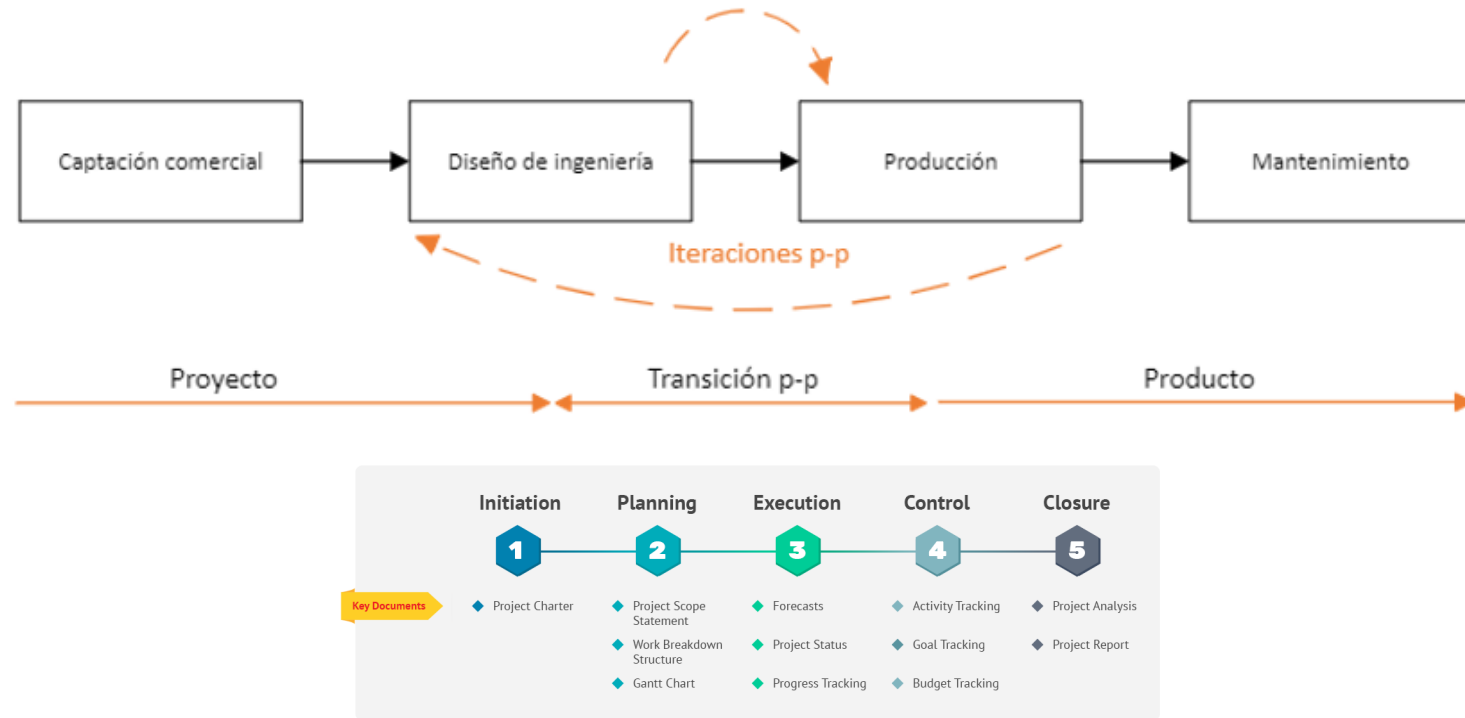 Captación comercial
Diseño de ingeniería
Producción
Mantenimiento
Iteraciones p-p
Proyecto
Transición p-p
Producto
Initiation
Planning
Execution
Control
Closure
1
2
3
4
5
Key Documents
Project Charter
Project Scope
Statement
Work Breakdown
Structure
Gantt Chart
Forecasts
Project Status
Progress Tracking
Activity Tracking
Goal Tracking
Budget Tracking
Project Analysis
Project Report